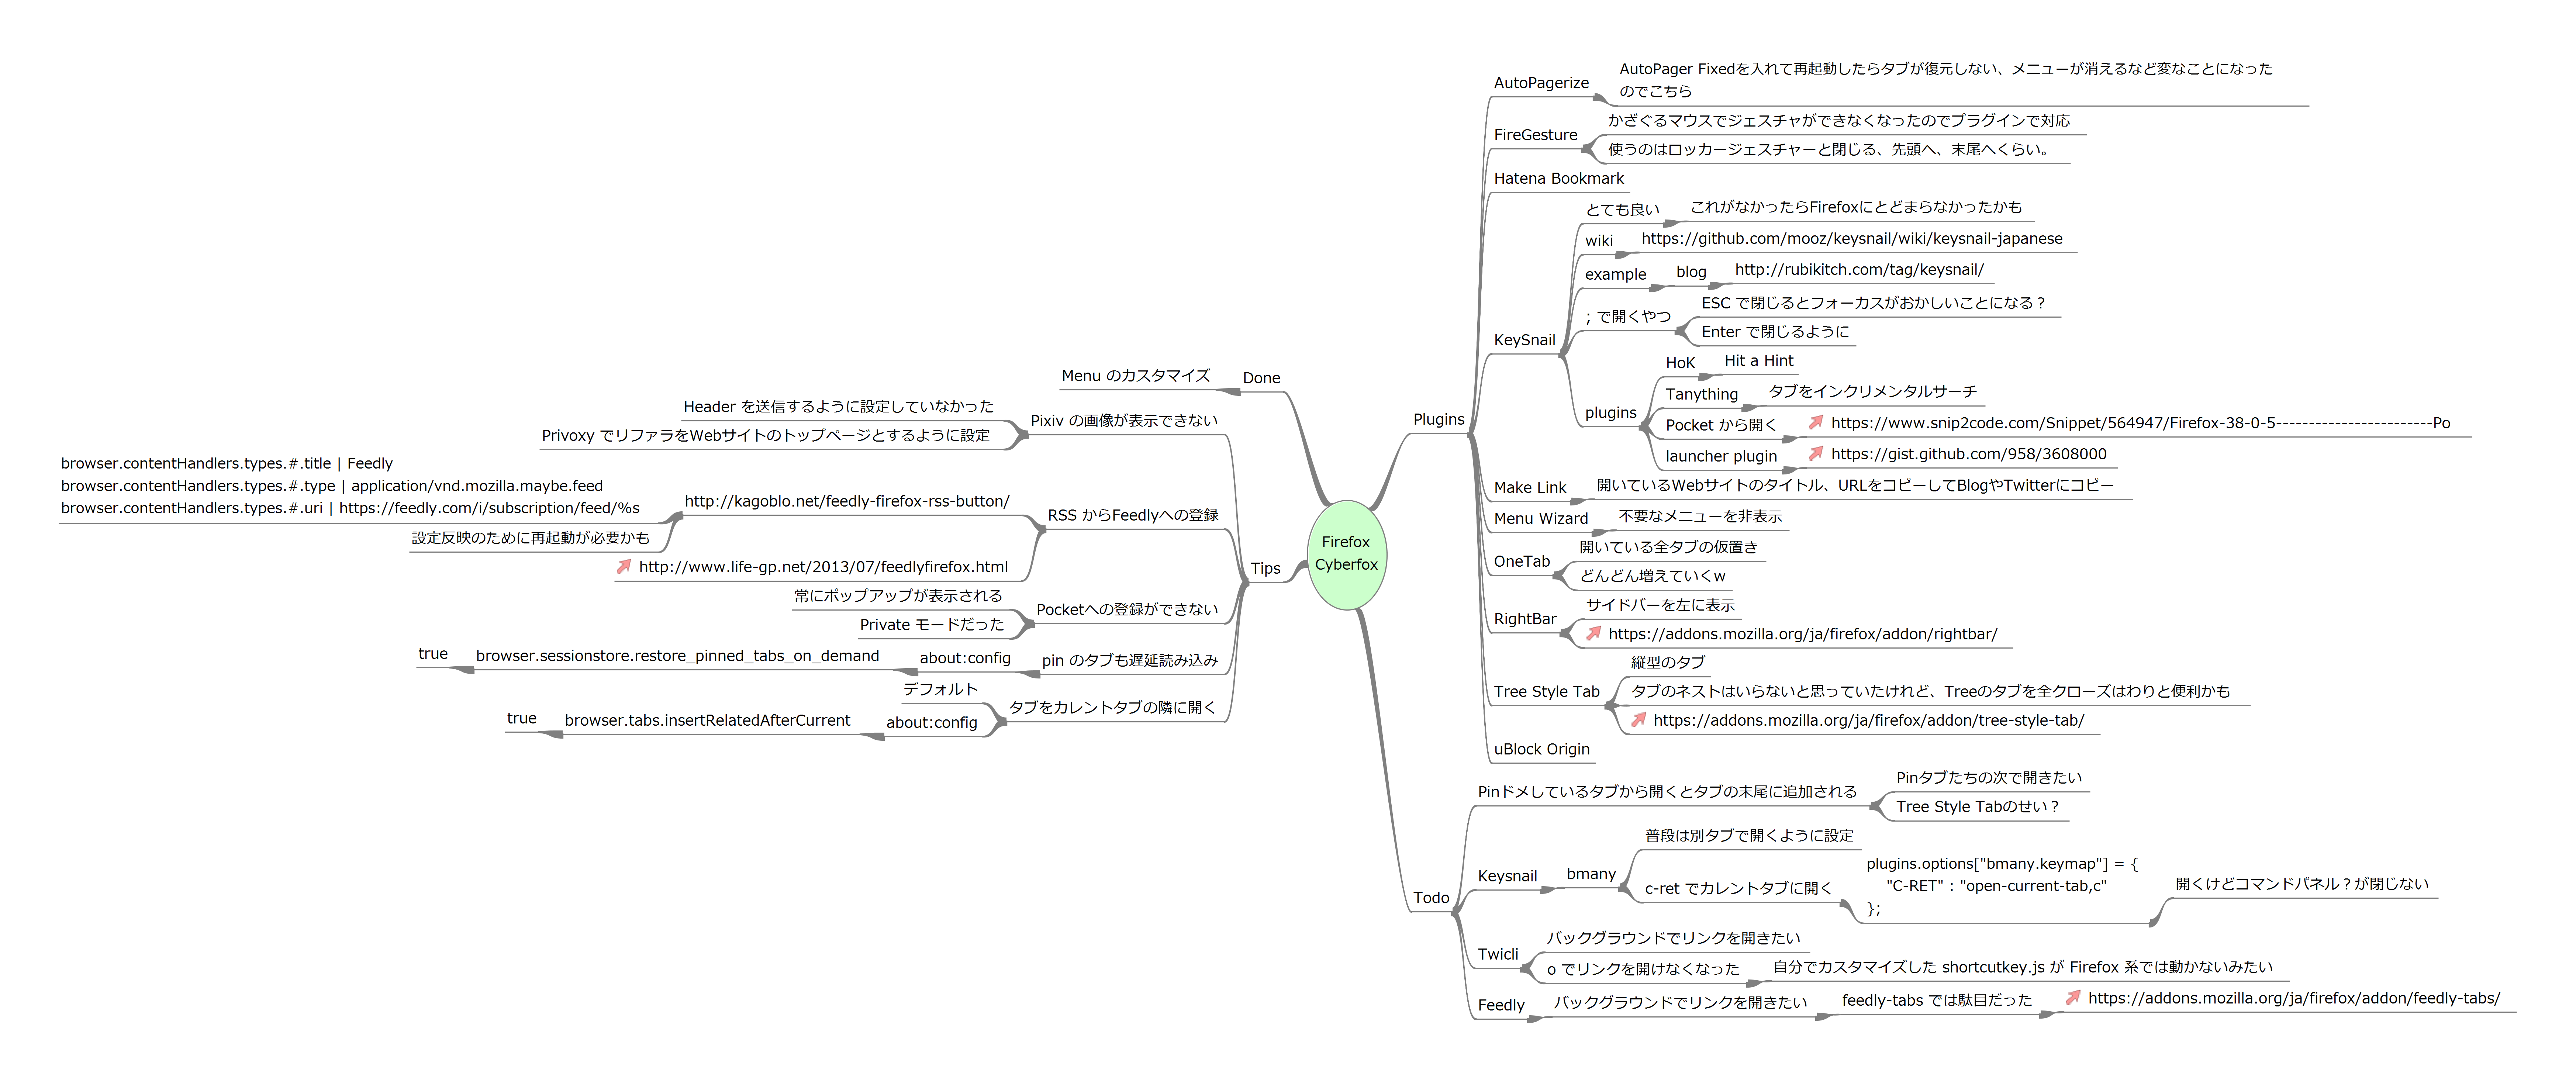 Firefox
Cyberfox
Plugins
AutoPagerize
AutoPager Fixedを入れて再起動したらタブが復元しない、メニューが消えるなど変なことになった
のでこちら
FireGesture
かざぐるマウスでジェスチャができなくなったのでプラグインで対応
使うのはロッカージェスチャーと閉じる、先頭へ、末尾へくらい。
Hatena Bookmark
KeySnail
とても良い
これがなかったらFirefoxにとどまらなかったかも
wiki
https://github.com/mooz/keysnail/wiki/keysnail-japanese
example
blog
http://rubikitch.com/tag/keysnail/
; で開くやつ
ESC で閉じるとフォーカスがおかしいことになる？
Enter で閉じるように
plugins
HoK
Hit a Hint
Tanything
タブをインクリメンタルサーチ
Pocket から開く
https://www.snip2code.com/Snippet/564947/Firefox-38-0-5-------------------------Po
launcher plugin
https://gist.github.com/958/3608000
Make Link
開いているWebサイトのタイトル、URLをコピーしてBlogやTwitterにコピー
Menu Wizard
不要なメニューを非表示
OneTab
開いている全タブの仮置き
どんどん増えていくw
RightBar
サイドバーを左に表示
https://addons.mozilla.org/ja/firefox/addon/rightbar/
Tree Style Tab
縦型のタブ
タブのネストはいらないと思っていたけれど、Treeのタブを全クローズはわりと便利かも
https://addons.mozilla.org/ja/firefox/addon/tree-style-tab/
uBlock Origin
Todo
Pinドメしているタブから開くとタブの末尾に追加される
Pinタブたちの次で開きたい
Tree Style Tabのせい？
Keysnail
bmany
普段は別タブで開くように設定
c-ret でカレントタブに開く
plugins.options["bmany.keymap"] = {
"C-RET" : "open-current-tab,c"
};
開くけどコマンドパネル？が閉じない
Twicli
バックグラウンドでリンクを開きたい
o でリンクを開けなくなった
自分でカスタマイズした shortcutkey.js が Firefox 系では動かないみたい
Feedly
バックグラウンドでリンクを開きたい
feedly-tabs では駄目だった
https://addons.mozilla.org/ja/firefox/addon/feedly-tabs/
Done
Menu のカスタマイズ
Tips
Pixiv の画像が表示できない
Header を送信するように設定していなかった
Privoxy でリファラをWebサイトのトップページとするように設定
RSS からFeedlyへの登録
http://kagoblo.net/feedly-firefox-rss-button/
browser.contentHandlers.types.#.title | Feedly
browser.contentHandlers.types.#.type | application/vnd.mozilla.maybe.feed
browser.contentHandlers.types.#.uri | https://feedly.com/i/subscription/feed/%s
設定反映のために再起動が必要かも
http://www.life-gp.net/2013/07/feedlyfirefox.html
Pocketへの登録ができない
常にポップアップが表示される
Private モードだった
pin のタブも遅延読み込み
about:config
browser.sessionstore.restore_pinned_tabs_on_demand
true
タブをカレントタブの隣に開く
デフォルト
about:config
browser.tabs.insertRelatedAfterCurrent
true